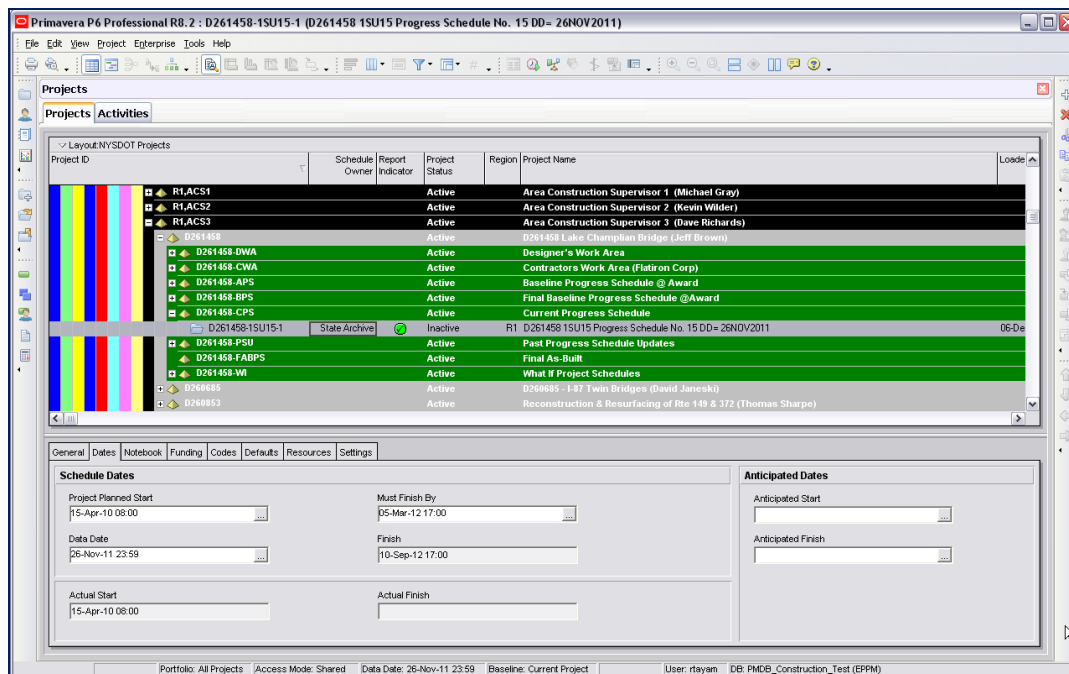 Primavera P6 Professional R8.2 : D261458-1SU15-1 (D261458 1SU15 Progress Schedule No. 15 DD= 26NOV2011)
File Edit View Project Enterprise Tools Help
Projects
Projects Activities
Layout:NYSDOT Projects
Project ID Schedule Owner Report Indicator Project Status Region Project Name Loade
R1,ACS1 Active Area Construction Supervisor 1 (Michael Gray)
R1,ACS2 Active Area Construction Supervisor 2 (Kevin Wilder)
R1,ACS3 Active Area Construction Supervisor 3 (Dave Richards)
D261458 Active D261458 Lake Champlian Bridge (Jeff Brown)
D261458-DWA Active Designer's Work Area
D261458-CWA Active Contractors Work Area (Flatiron Corp)
D261458-APS Active Baseline Progress Schedule @ Award
D261458-BPS Active Final Baseline Progress Schedule @Award
D261458-CPS Active Current Progress Schedule
D261458-1SU15-1 State Archive Inactive R1 D261458 1SU15 Progress Schedule No. 15 DD= 26NOV2011 06-De
D261458-PSU Active Past Progress Schedule Updates
D261458-FABPS Active Final As-Built
D261458-WI Active What If Project Schedules
D260685 Active D260685 - I-87 Twin Bridges (David Janeski)
D260853 Active Reconstruction & Resurfacing of Rte 149 & 372 (Thomas Sharpe)
General Dates Notebook Funding Codes Defaults Resources Settings
Schedule Dates Anticipated Dates
Project Planned Start Must Finish By Anticipated Start
15-Apr-10 08:00 ... 05-Mar-12 17:00 ... ...
Data Date Finish Anticipated Finish
26-Nov-11 23:59 ... 10-Sep-12 17:00 ...
Actual Start Actual Finish
15-Apr-10 08:00
Portfolio: All Projects Access Mode: Shared Data Date: 26-Nov-11 23:59 Baseline: Current Project User: rtayam DB: PMDB_Construction_Test (EPPM)